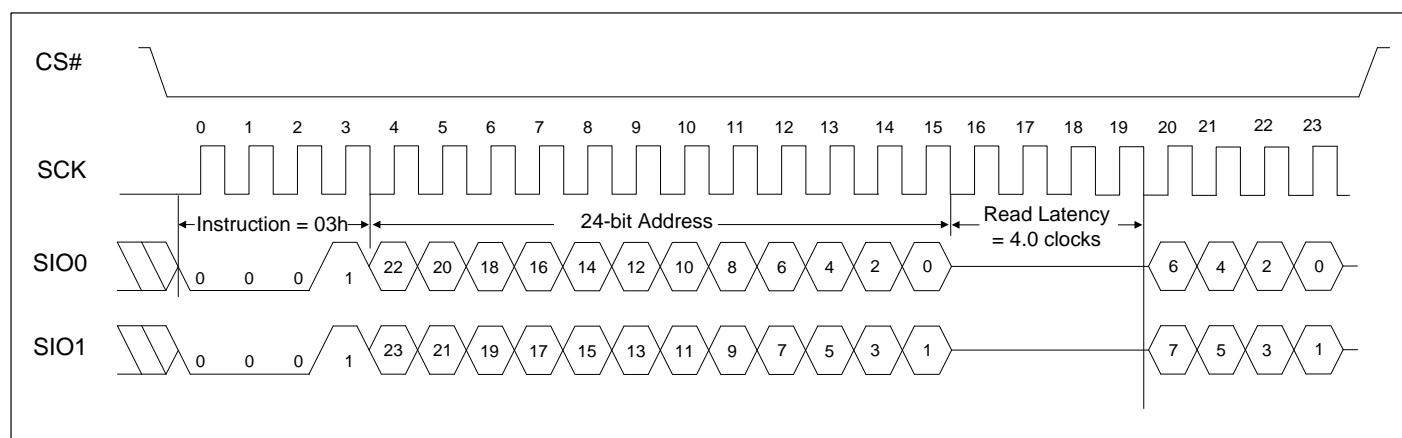 CS#
0 1 2 3 4 5 6 7 8 9 10 11 12 13 14 15 16 17 18 19 20 21 22 23
SCK
Instruction = 03h 24-bit Address Read Latency
= 4.0 clocks
SIO0 0 0 0 1 22 20 18 16 14 12 10 8 6 4 2 0 6 4 2 0
SIO1 0 0 0 1 23 21 19 17 15 13 11 9 7 5 3 1 7 5 3 1